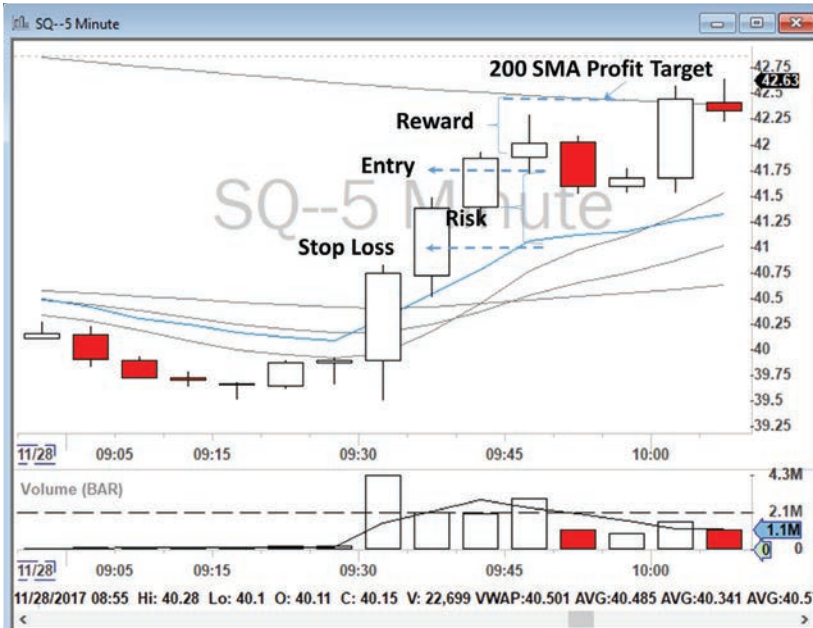 SQ--5 Minute
200 SMA Profit Target
Reward
Entry
SQ--5 Minute
Risk
Stop Loss
42.75
42.63
42.5
42.25
42
41.75
41.5
41.25
41
40.75
40.5
40.25
40
39.75
39.5
39.25
11/28 09:05 09:15 09:30 09:45 10:00
Volume (BAR)
4.3M
2.1M
1.1M
0 0
11/28 09:05 09:15 09:30 09:45 10:00
11/28/2017 08:55 Hi: 40.28 Lo: 40.1 O: 40.11 C: 40.15 V: 22,699 VWAP:40.501 AVG:40.485 AVG:40.341 AVG:40.5